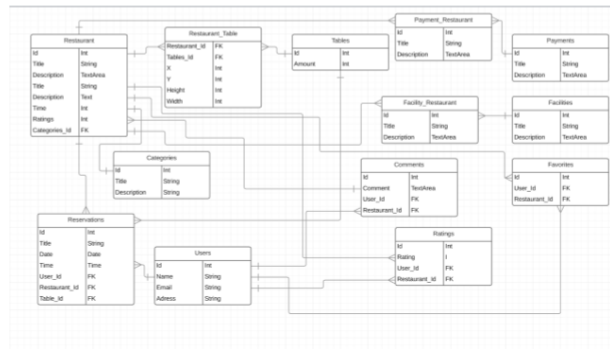 Restaurant
Id Int
Title String
Description TextArea
Title String
Description Text
Time Int
Ratings Int
Categories_Id FK
Restaurant_Table
Restaurant_Id FK
Tables_Id FK
X Int
Y Int
Height Int
Width Int
Tables
Id Int
Amount Int
Payment_Restaurant
Id Int
Title String
Description TextArea
Payments
Id Int
Title String
Description TextArea
Facility_Restaurant
Id Int
Title String
Description TextArea
Facilities
Id Int
Title String
Description TextArea
Categories
Id Int
Title String
Description String
Comments
Id Int
Comment TextArea
User_Id FK
Restaurant_Id FK
Favorites
Id Int
User_Id FK
Restaurant_Id FK
Reservations
Id Int
Title String
Date Date
Time Time
User_Id FK
Restaurant_Id FK
Table_Id FK
Users
Id Int
Name String
Email String
Adress String
Ratings
Id Int
Rating I
User_Id FK
Restaurant_Id FK